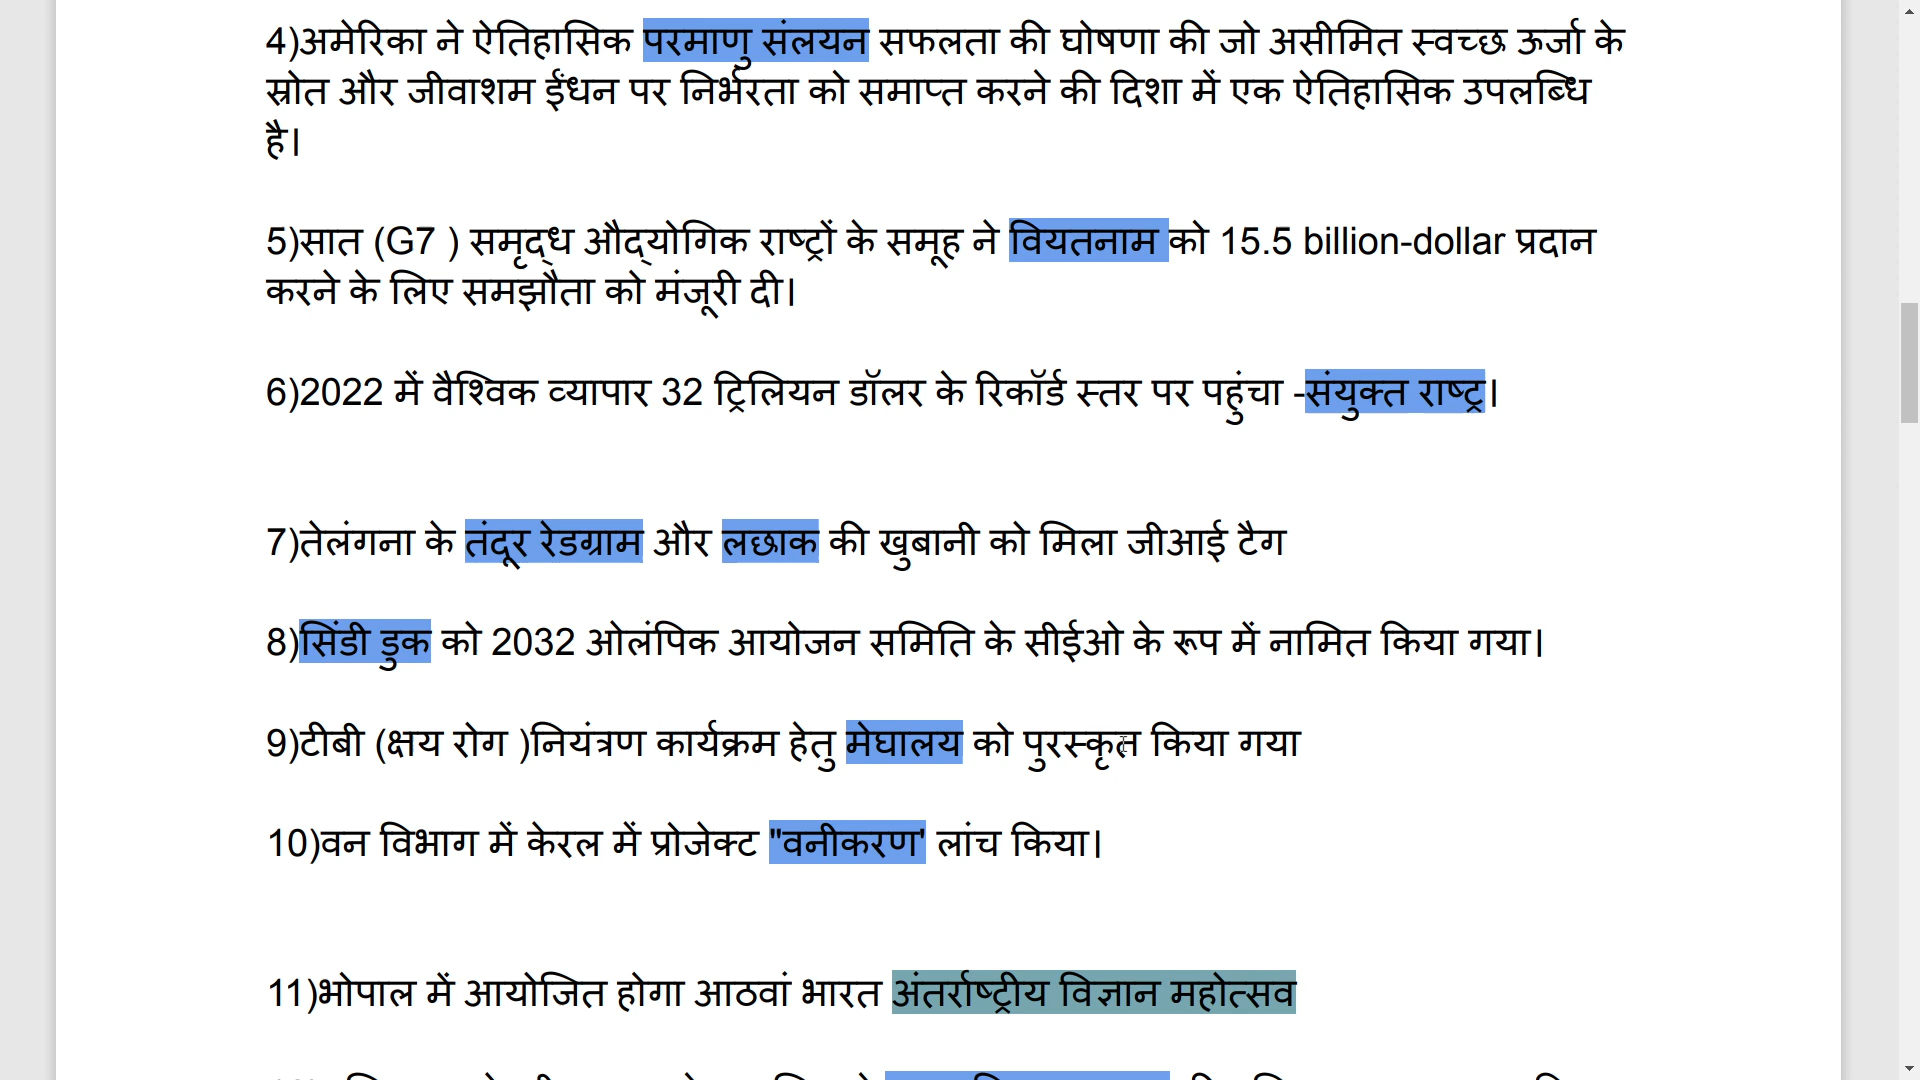 4)अमेरिका ने ऐतिहासिक परमाणु संलयन सफलता की घोषणा की जो असीमित स्वच्छ ऊर्जा के
स्रोत और जीवाशम ईंधन पर निर्भरता को समाप्त करने की दिशा में एक ऐतिहासिक उपलब्धि
है।
5)सात (G7 ) समृद्ध औद्योगिक राष्ट्रों के समूह ने वियतनाम को 15.5 billion-dollar प्रदान
करने के लिए समझौता को मंजूरी दी।
6)2022 में वैश्विक व्यापार 32 ट्रिलियन डॉलर के रिकॉर्ड स्तर पर पहुंचा -संयुक्त राष्ट्र।
7)तेलंगना के तंदूर रेडग्राम और लछाक की खुबानी को मिला जीआई टैग
8)सिंडी डुक को 2032 ओलंपिक आयोजन समिति के सीईओ के रूप में नामित किया गया।
9)टीबी (क्षय रोग )नियंत्रण कार्यक्रम हेतु मेघालय को पुरस्कृत किया गया
10)वन विभाग में केरल में प्रोजेक्ट "वनीकरण' लांच किया।
11)भोपाल में आयोजित होगा आठवां भारत अंतर्राष्ट्रीय विज्ञान महोत्सव